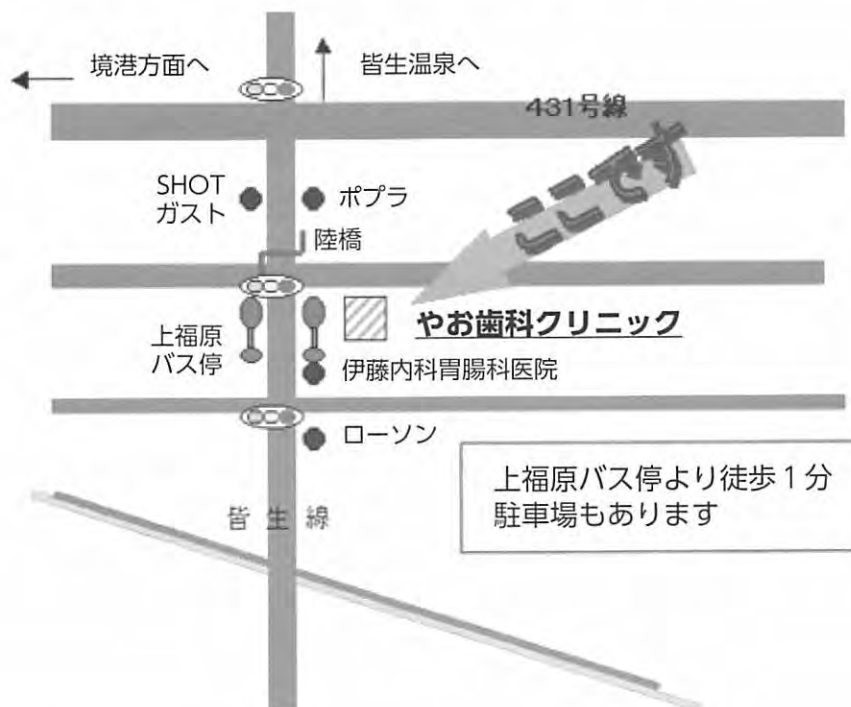 境港方面へ
皆生温泉へ
431号線
ここです
SHOT
ガスト
ポプラ
陸橋
やお歯科クリニック
上福原
バス停
伊藤内科胃腸科医院
ローソン
上福原バス停より徒歩1分
駐車場もあります
皆生線